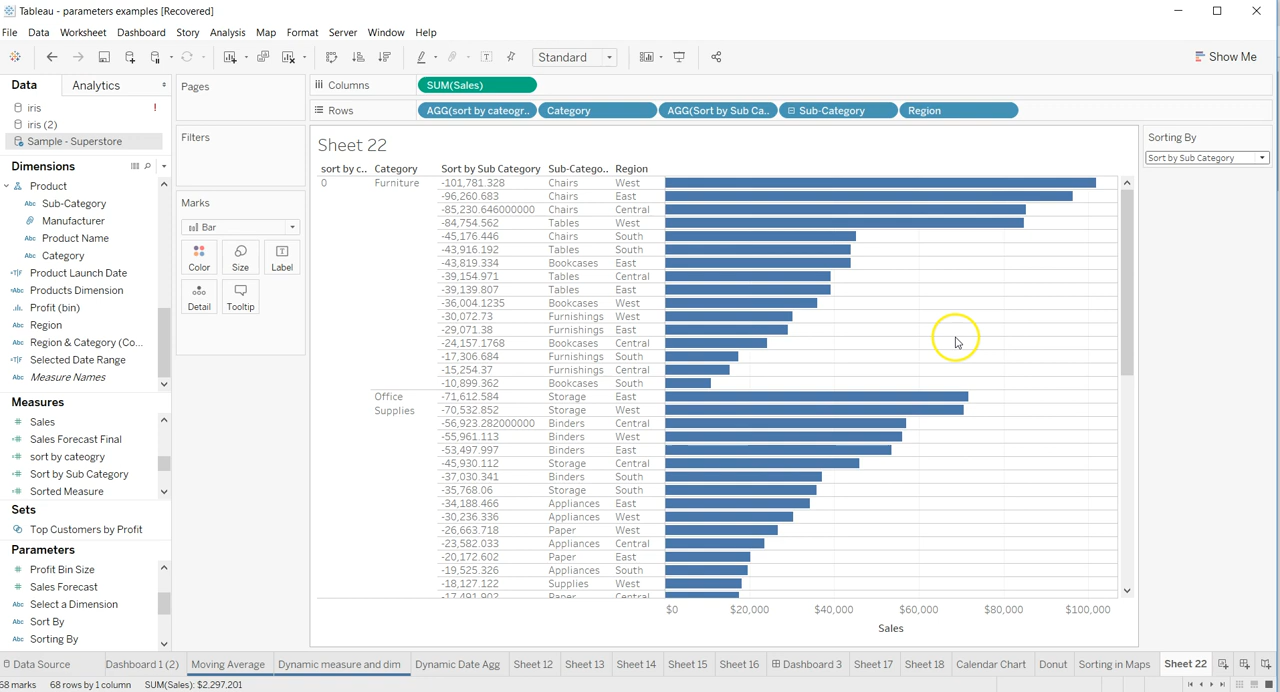 Tableau - parameters examples [Recovered]
File Data Worksheet Dashboard Story Analysis Map Format Server Window Help
Standard Show Me
Data Analytics
iris !
iris (2)
Sample - Superstore
Dimensions
Product
Abc Sub-Category
Manufacturer
Abc Product Name
Abc Category
Product Launch Date
Abc Products Dimension
Profit (bin)
Abc Region
Abc Region & Category (Co...
Selected Date Range
Abc Measure Names
Measures
# Sales
# Sales Forecast Final
# sort by cateogry
# Sort by Sub Category
# Sorted Measure
Sets
Top Customers by Profit
Parameters
# Profit Bin Size
# Sales Forecast
Abc Select a Dimension
Abc Sort By
Abc Sorting By
Pages
Filters
Marks
Bar
Color Size Label
Detail Tooltip
Columns SUM(Sales)
Rows AGG(sort by cateogr.. Category AGG(Sort by Sub Ca.. Sub-Category Region
Sheet 22
sort by c.. Category Sort by Sub Category Sub-Catego.. Region
0 Furniture -101,781.328 Chairs West
-96,260.683 Chairs East
-85,230.646000000 Chairs Central
-84,754.562 Tables West
-45,176.446 Chairs South
-43,916.192 Tables South
-43,819.334 Bookcases East
-39,154.971 Tables Central
-39,139.807 Tables East
-36,004.1235 Bookcases West
-30,072.73 Furnishings West
-29,071.38 Furnishings East
-24,157.1768 Bookcases Central
-17,306.684 Furnishings South
-15,254.37 Furnishings Central
-10,899.362 Bookcases South
Office Supplies -71,612.584 Storage East
-70,532.852 Storage West
-56,923.282000000 Binders Central
-55,961.113 Binders West
-53,497.997 Binders East
-45,930.112 Storage Central
-37,030.341 Binders South
-35,768.06 Storage South
-34,188.466 Appliances East
-30,236.336 Appliances West
-26,663.718 Paper West
-23,582.033 Appliances Central
-20,172.602 Paper East
-19,525.326 Appliances South
-18,127.122 Supplies West
-17,491.902 Paper Central
$0 $20,000 $40,000 $60,000 $80,000 $100,000
Sales
Sorting By
Sort by Sub Category
Data Source Dashboard 1 (2) Moving Average Dynamic measure and dim Dynamic Date Agg Sheet 12 Sheet 13 Sheet 14 Sheet 15 Sheet 16 Dashboard 3 Sheet 17 Sheet 18 Calendar Chart Donut Sorting in Maps Sheet 22
68 marks 68 rows by 1 column SUM(Sales): $2,297,201